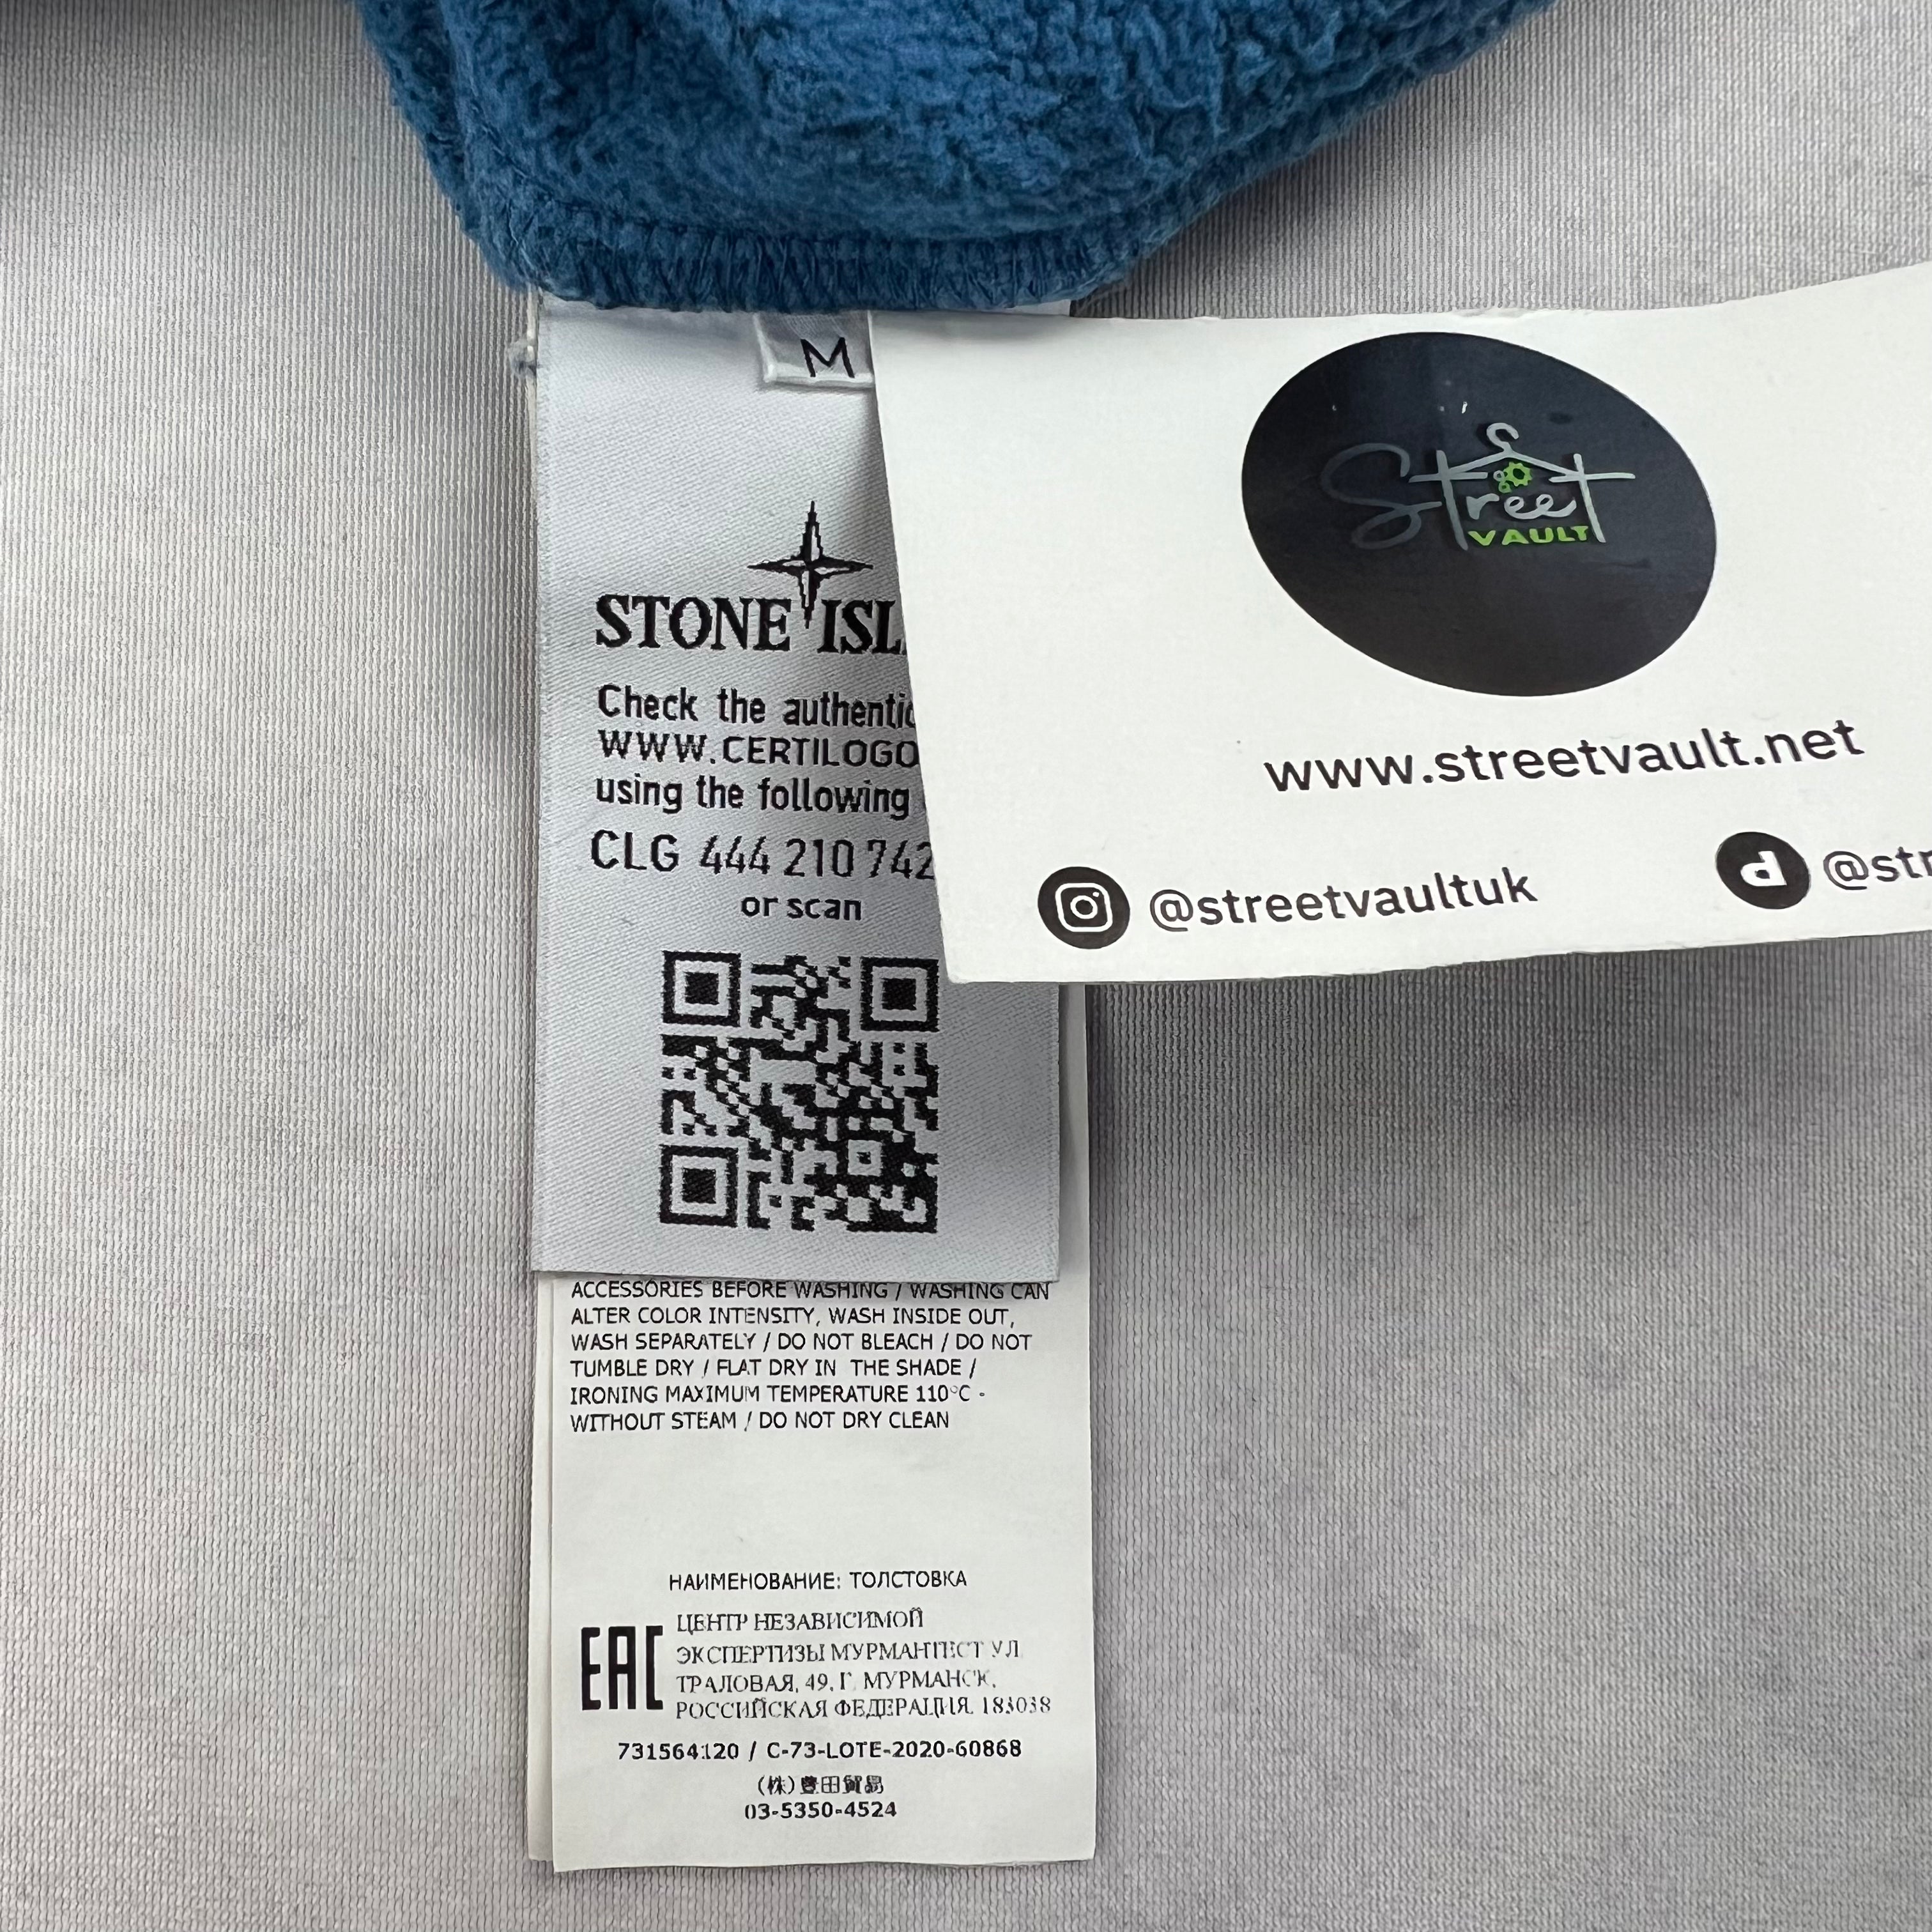 M
STONE ISL
Check the authentic
WWW.CERTILOGO
using the following
CLG 444 210 742
or scan
Street
VAULT
www.streetvault.net
@streetvaultuk
@str
ACCESSORIES BEFORE WASHING / WASHING CAN
ALTER COLOR INTENSITY, WASH INSIDE OUT,
WASH SEPARATELY / DO NOT BLEACH / DO NOT
TUMBLE DRY / FLAT DRY IN THE SHADE /
IRONING MAXIMUM TEMPERATURE 110°C -
WITHOUT STEAM / DO NOT DRY CLEAN
НАИМЕНОВАНИЕ: ТОЛСТОВКА
EAC
ЦЕНТР НЕЗАВИСИМОЙ
ЭКСПЕРТИЗЫ МУРМАНТЕСТ УЛ.
ТРАЛОВАЯ, 49, Г. МУРМАНСК,
РОССИЙСКАЯ ФЕДЕРАЦИЯ, 183038
731564120 / C-73-LOTE-2020-60868
(株)豊田貿易
03-5350-4524